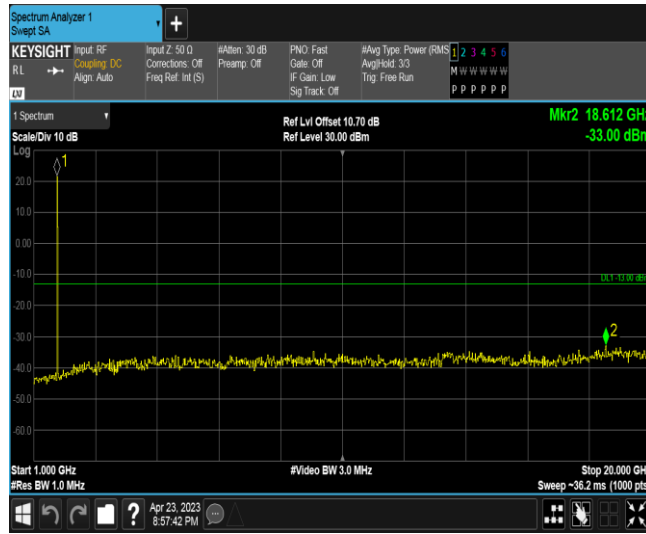 Spectrum Analyzer 1
Swept SA
+
KEYSIGHT
RL
LXI
Input: RF
Coupling: DC
Align: Auto
Input Z: 50 Ω
Corrections: Off
Freq Ref: Int (S)
#Atten: 30 dB
Preamp: Off
PNO: Fast
Gate: Off
IF Gain: Low
Sig Track: Off
#Avg Type: Power (RMS
Avg|Hold: 3/3
Trig: Free Run
1 2 3 4 5 6
M W W W W W
P P P P P P
1 Spectrum
Scale/Div 10 dB
Log
Ref Lvl Offset 10.70 dB
Ref Level 30.00 dBm
Mkr2 18.612 GHz
-33.00 dBm
1
20.0
10.0
0.00
-10.0
DL1 -13.00 dBm
-20.0
-30.0
2
-40.0
-50.0
-60.0
Start 1.000 GHz
#Res BW 1.0 MHz
#Video BW 3.0 MHz
Stop 20.000 GH
Sweep ~36.2 ms (1000 pts
?
Apr 23, 2023
8:57:42 PM